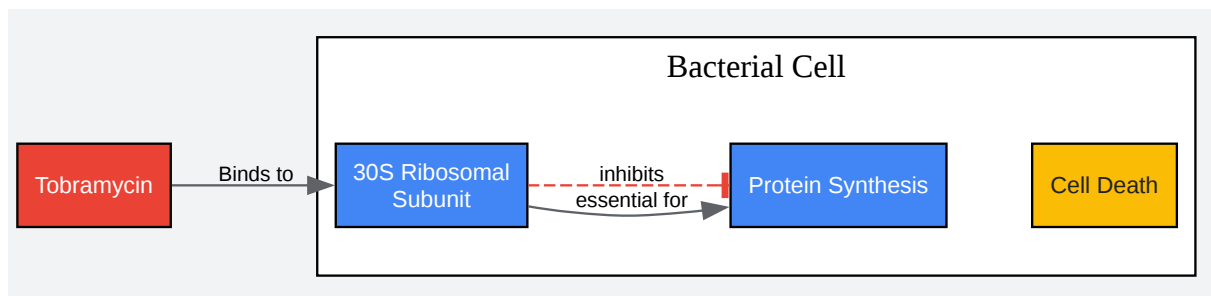 Bacterial Cell
Tobramycin
Binds to
30S Ribosomal
Subunit
inhibits
essential for
Protein Synthesis
Cell Death